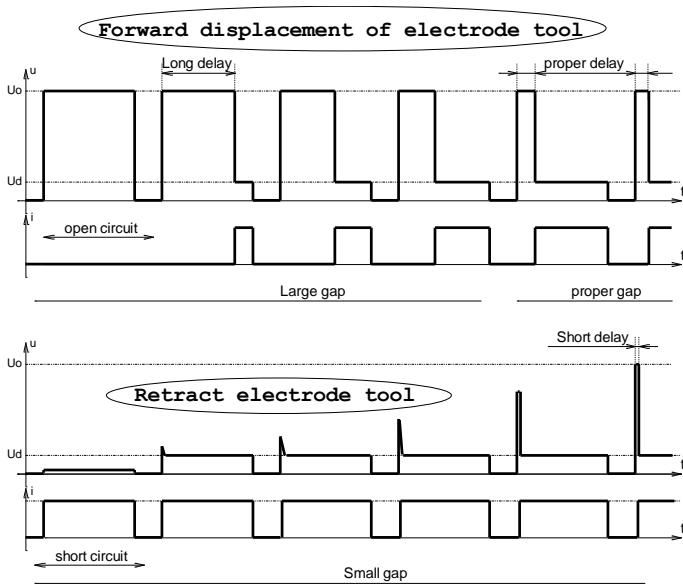 Forward displacement of electrode tool
u
Long delay
proper delay
Uo
Ud
t
i
open circuit
t
Large gap
proper gap
u
Short delay
Uo
Retract electrode tool
Ud
t
i
t
short circuit
Small gap